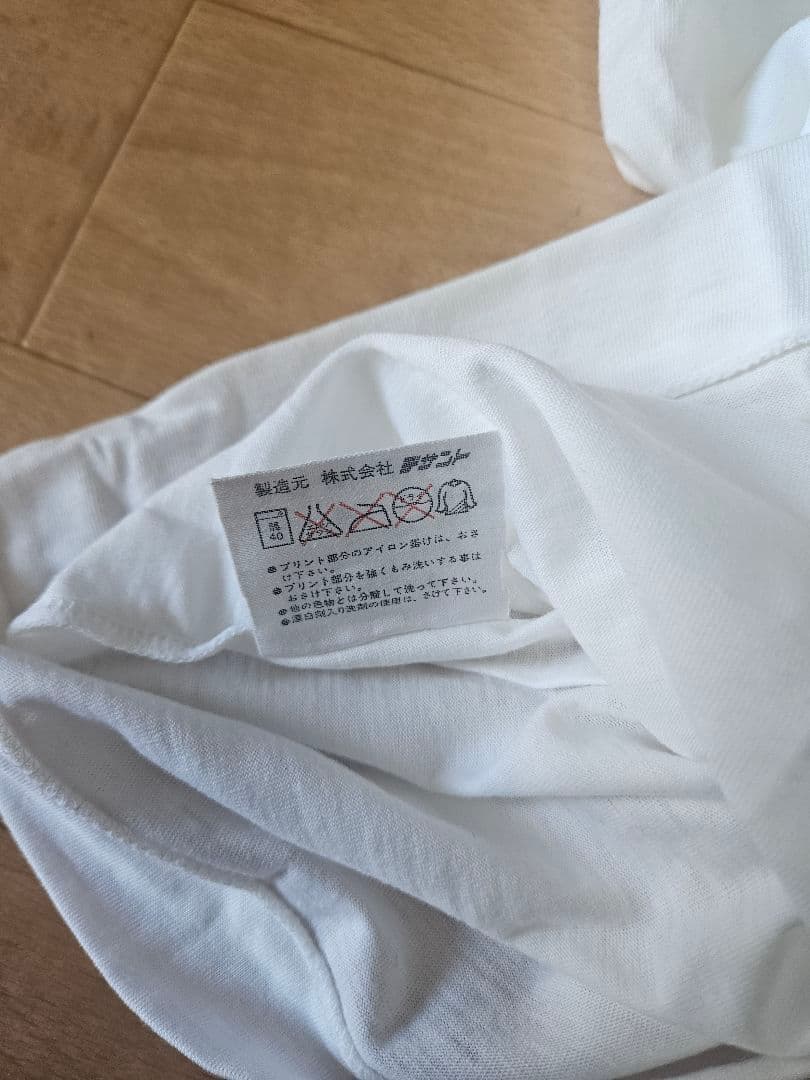 製造元 株式会社 デサント
弱
40
●プリント部分のアイロン掛けは、おさ
け下さい。
●プリント部分を強くもみ洗いする事は
おさけ下さい。
●他の色物とは分離して洗って下さい。
●漂白剤入り洗剤の使用は、さけて下さい。